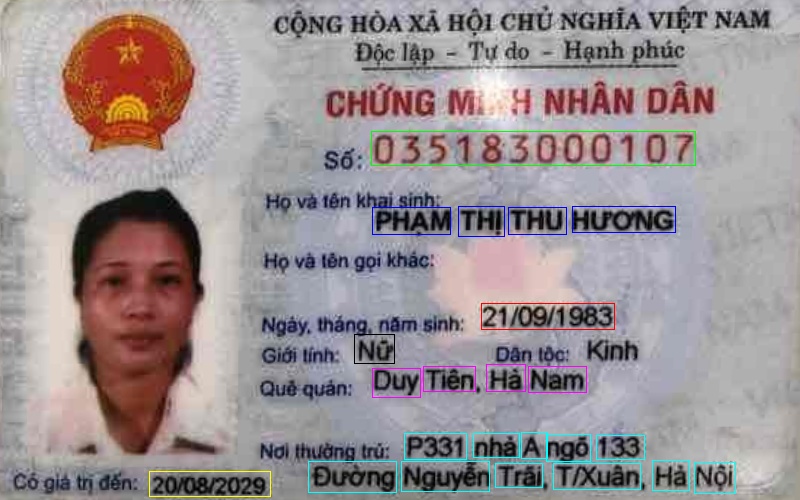 CỘNG HÒA XÃ HỘI CHỦ NGHĨA VIỆT NAM
Độc lập - Tự do - Hạnh phúc
CHỨNG MINH NHÂN DÂN
Số: 035183000107
Họ và tên khai sinh:
PHẠM THỊ THU HƯƠNG
Họ và tên gọi khác:
Ngày, tháng, năm sinh: 21/09/1983
Giới tính: Nữ Dân tộc: Kinh
Quê quán: Duy Tiên, Hà Nam
Nơi thường trú: P331 nhà A ngõ 133
Đường Nguyễn Trãi, T/Xuân, Hà Nội
Có giá trị đến: 20/08/2029